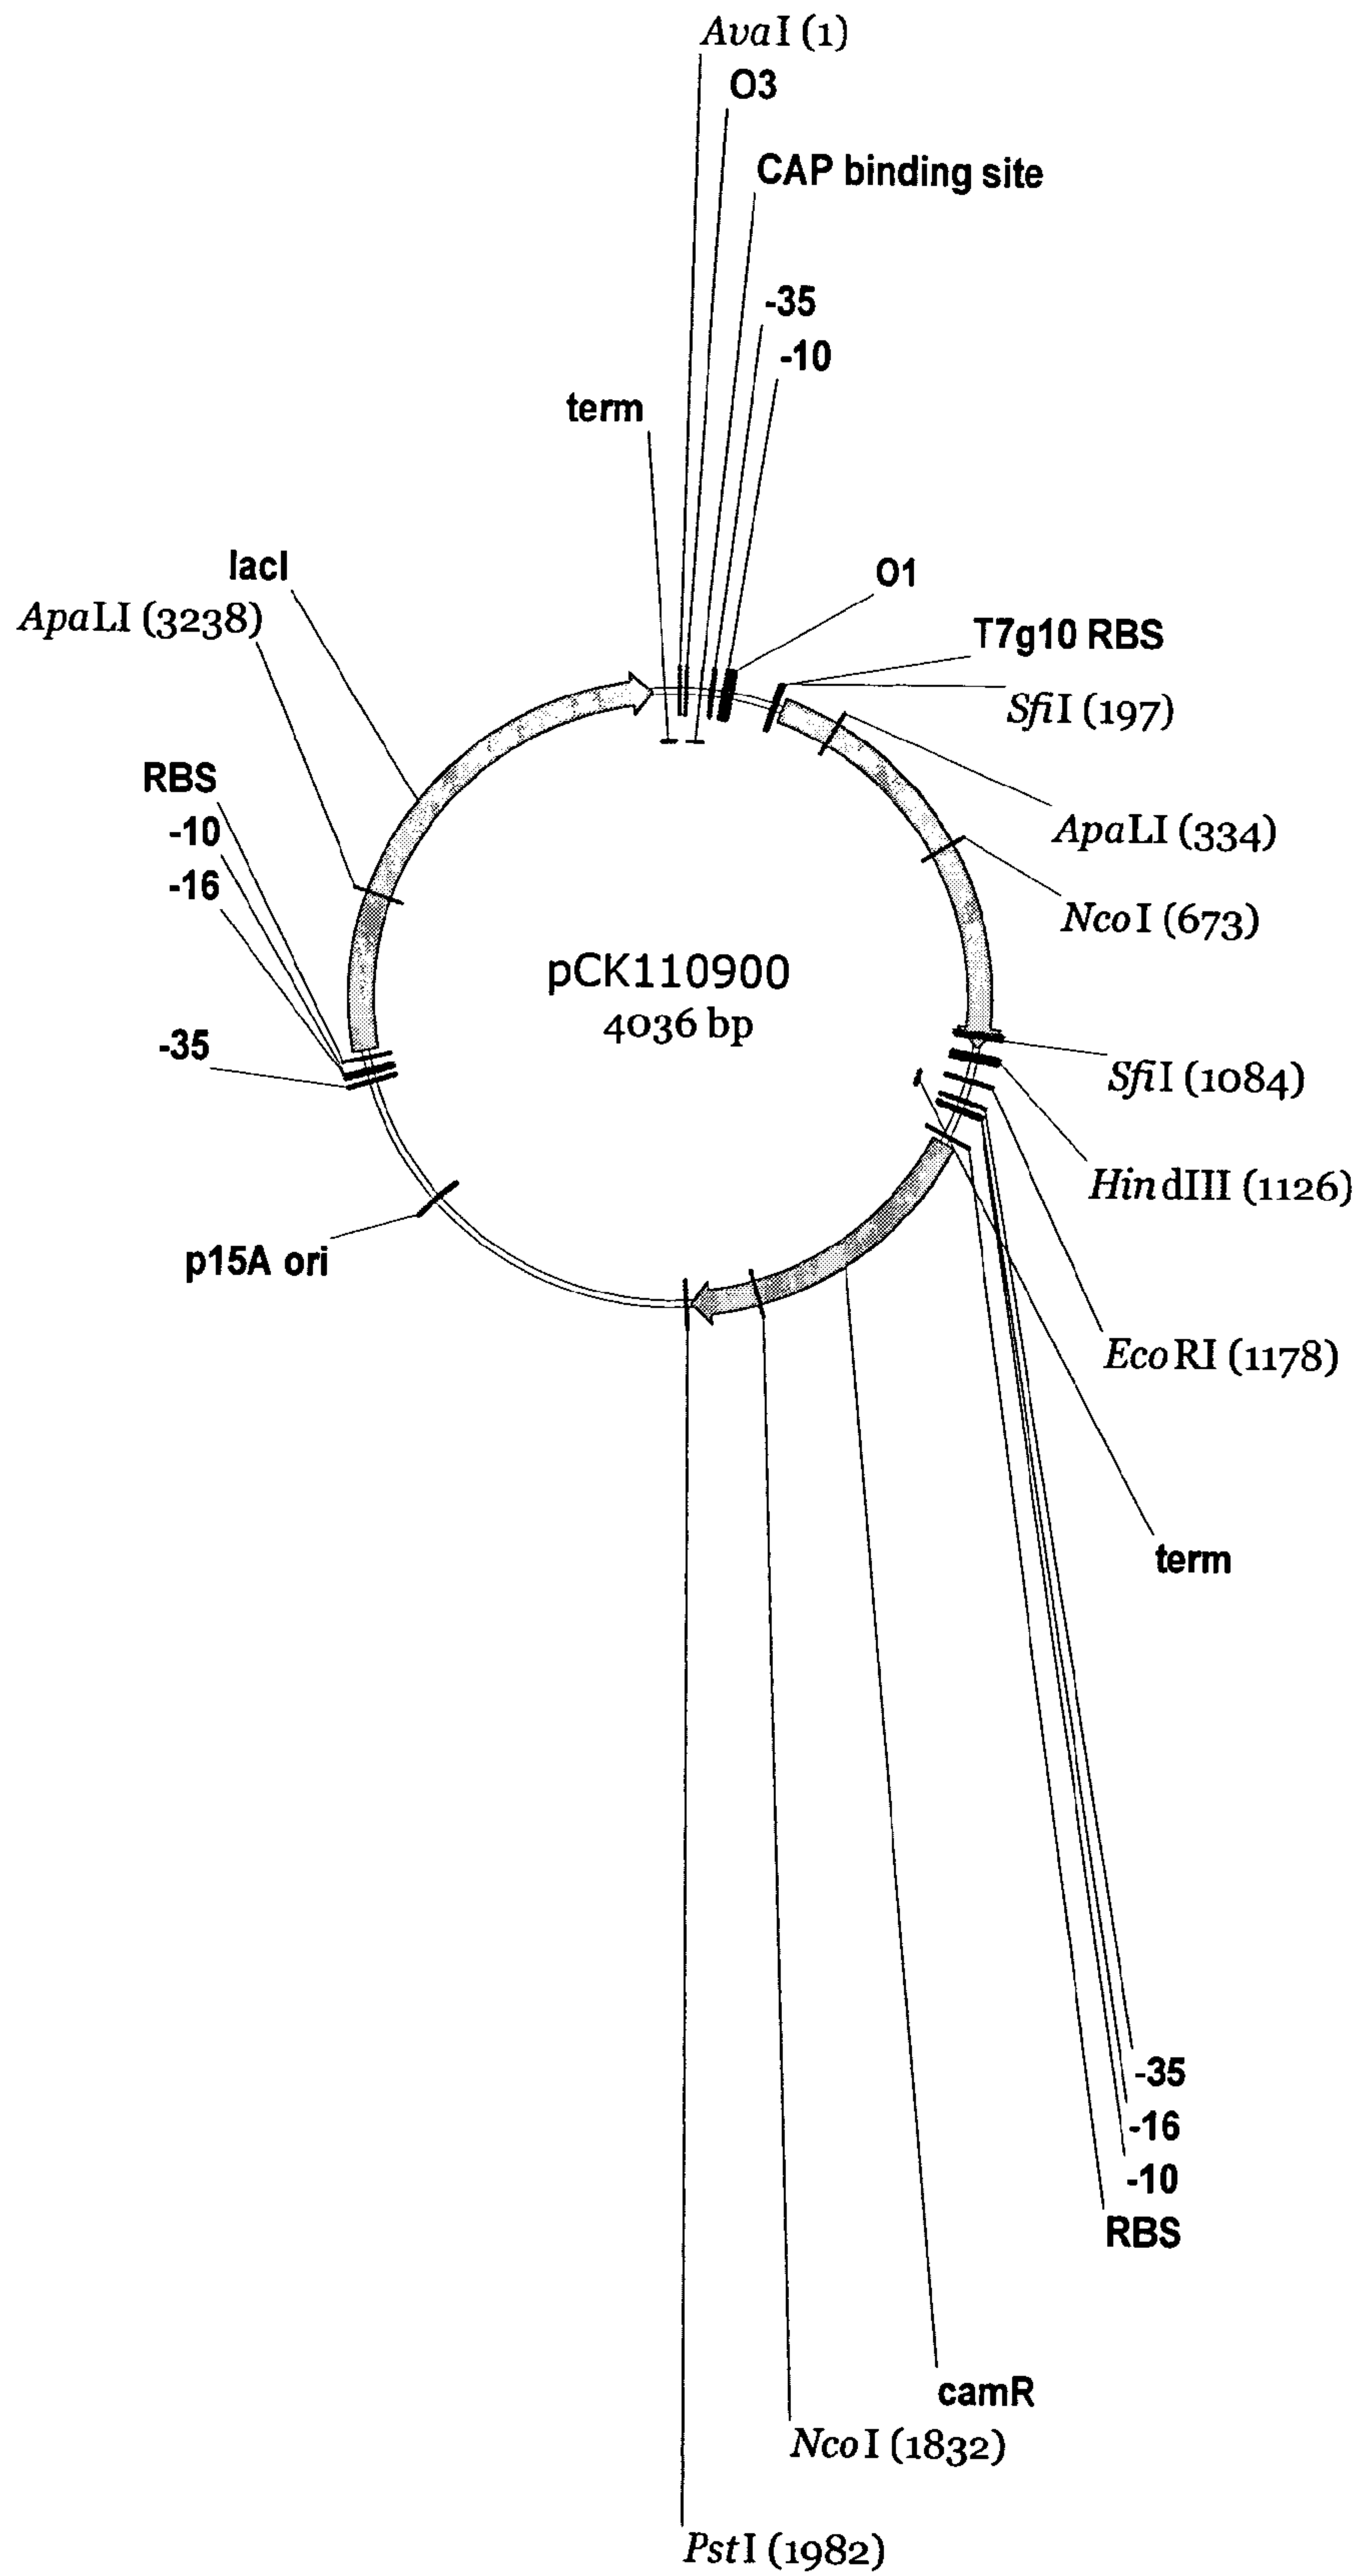 AvaI (1)
O3
CAP binding site
-35
-10
term
lacI
O1
ApaLI (3238)
T7g10 RBS
SfiI (197)
RBS
-10
ApaLI (334)
-16
NcoI (673)
pCK110900
4036 bp
-35
SfiI (1084)
HindIII (1126)
p15A ori
EcoRI (1178)
term
-35
-16
-10
RBS
camR
NcoI (1832)
PstI (1982)